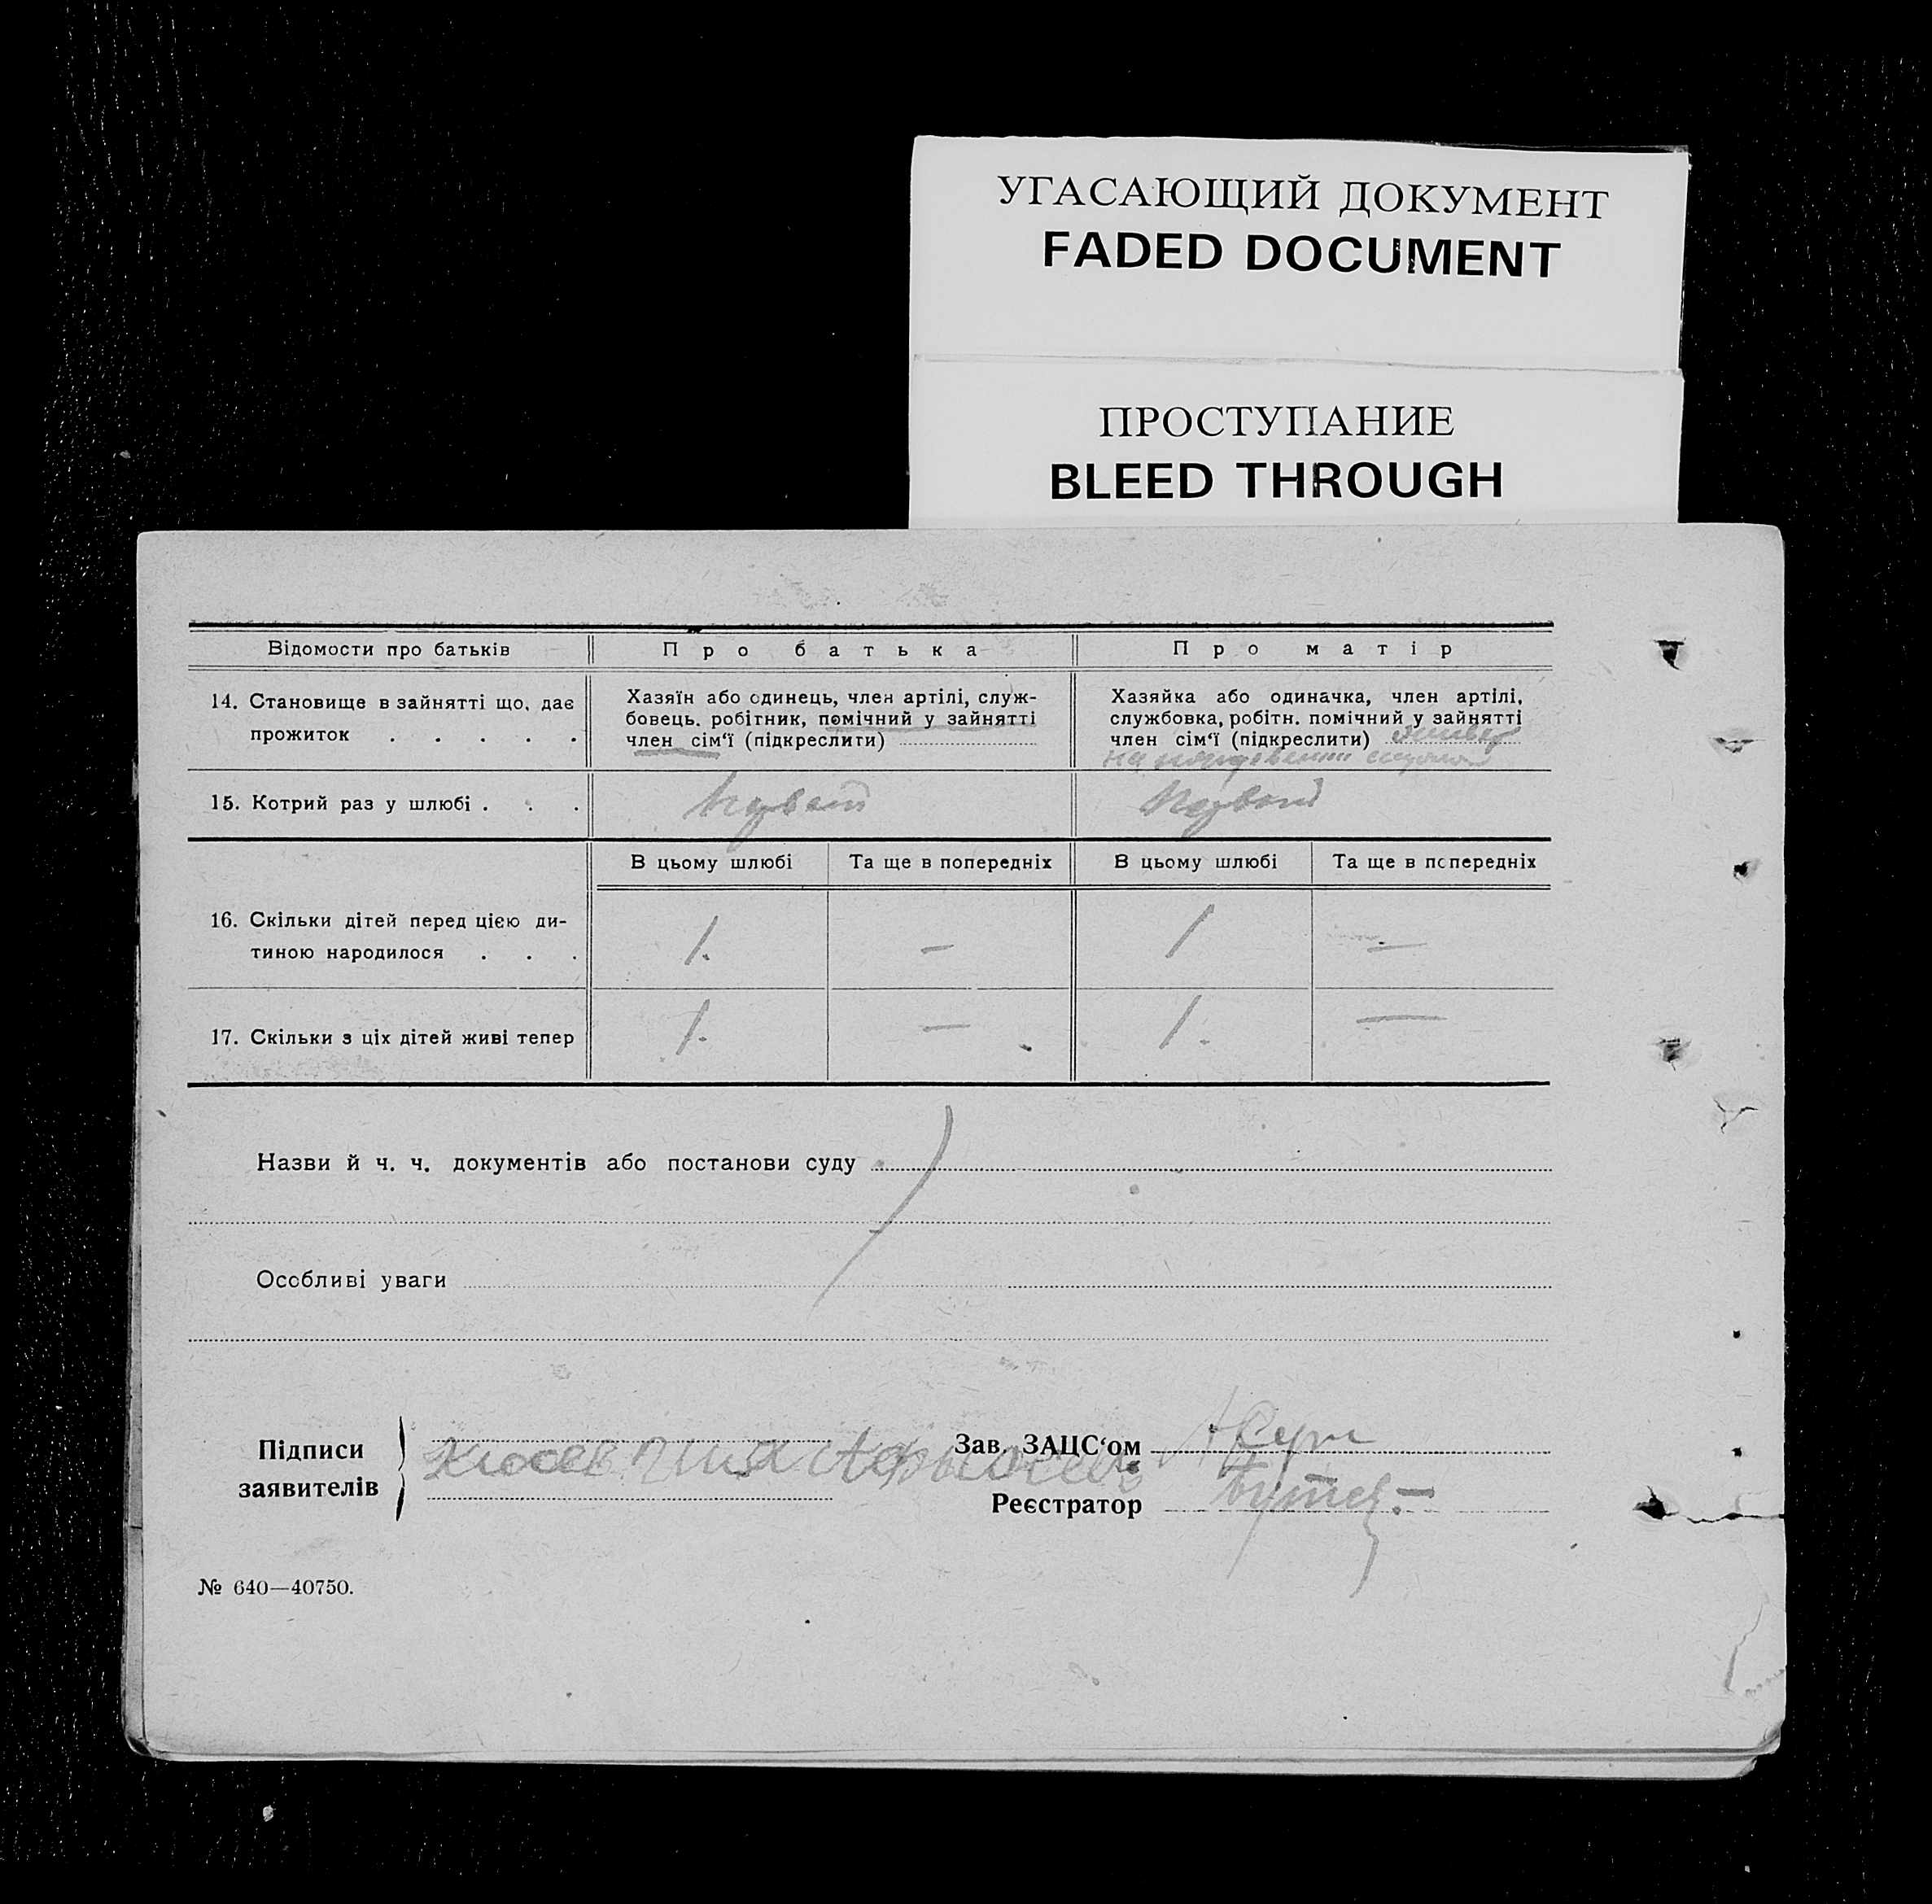 УГАСАЮЩИЙ ДОКУМЕНТ
FADED DOCUMENT
ПРОСТУПАНИЕ
BLEED THROUGH
Відомости про батьків
Про батька
Про матір
14. Становище в зайнятті що, дає
прожиток . . . . .
Хазяїн або одинець, член артілі, служ-
бовець. робітник, помічний у зайнятті
член сім‘ї (підкреслити)
Хазяйка або одиначка, член артілі,
службовка, робітн. помічний у зайнятті
член сім‘ї (підкреслити)
15. Котрий раз у шлюбі . . .
В цьому шлюбі
Та ще в попередніх
В цьому шлюбі
Та ще в попередніх
16. Скільки дітей перед цією ди-
тиною народилося . . .
1.
—
1
—
17. Скільки з ціх дітей живі тепер
1.
—
1.
—
Назви й ч. ч. документів або постанови суду
Особливі уваги
Підписи
заявителів
Зав. ЗАЦС‘ом
Реєстратор
№ 640—40750.